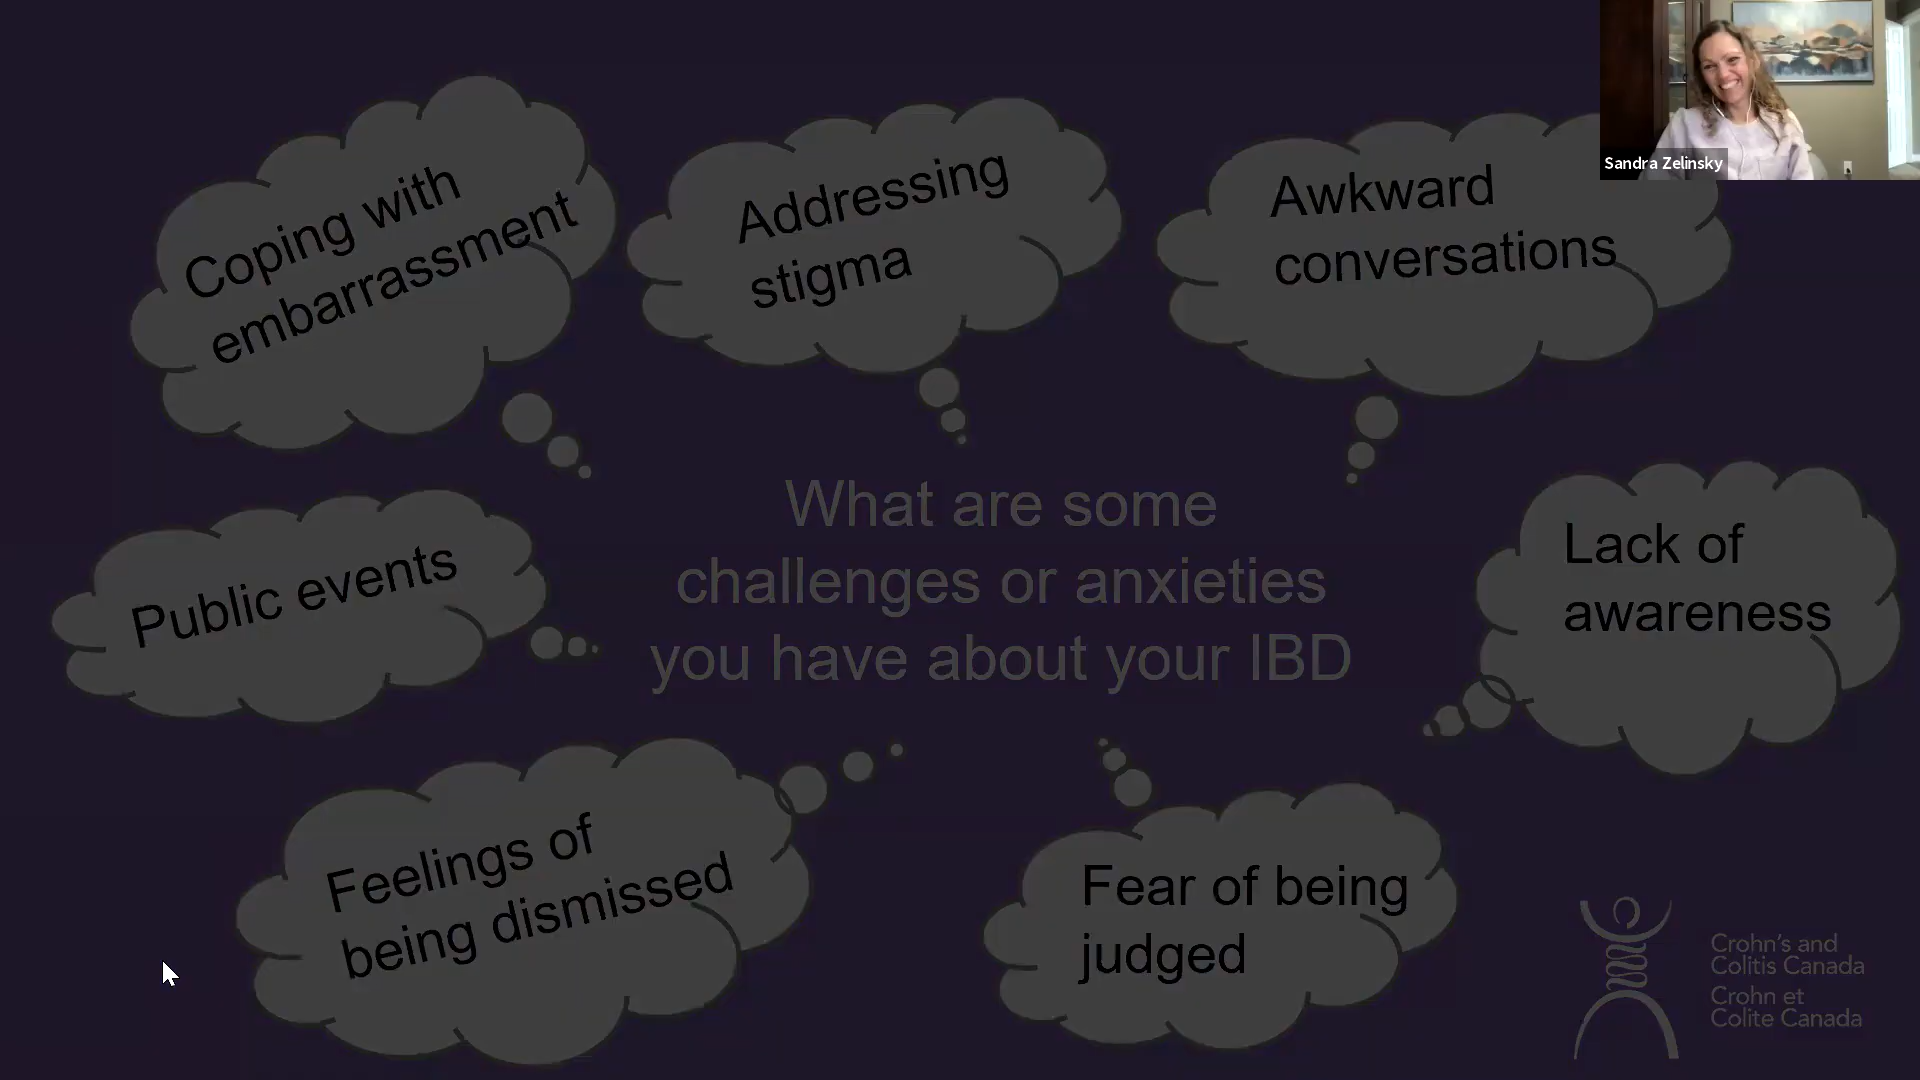 Sandra Zelinsky
Coping with
embarrassment
Addressing
stigma
Awkward
conversations
Public events
What are some
challenges or anxieties
you have about your IBD
Lack of
awareness
Feelings of
being dismissed
Fear of being
judged
Crohn's and
Colitis Canada
Crohn et
Colite Canada